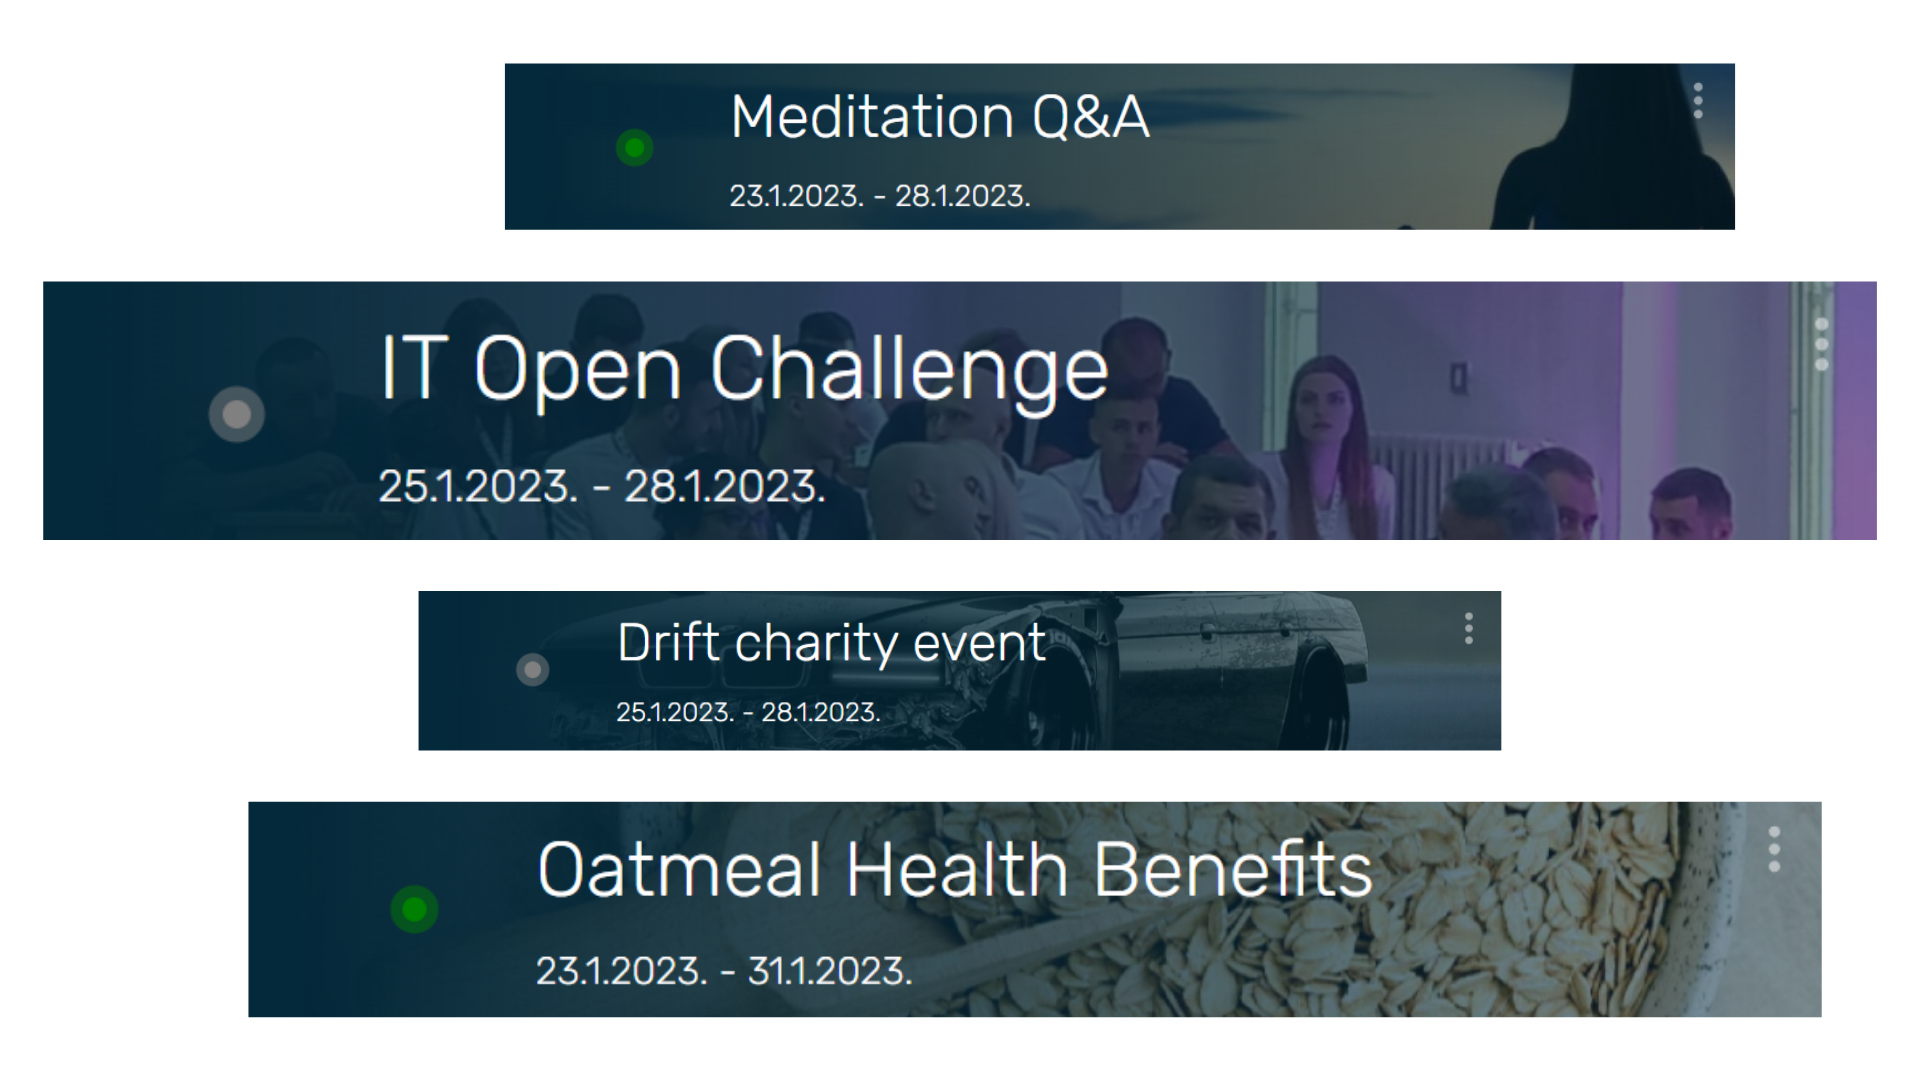 Meditation Q&A
23.1.2023. - 28.1.2023.
IT Open Challenge
25.1.2023. - 28.1.2023.
Drift charity event
25.1.2023. - 28.1.2023.
Oatmeal Health Benefits
23.1.2023. - 31.1.2023.